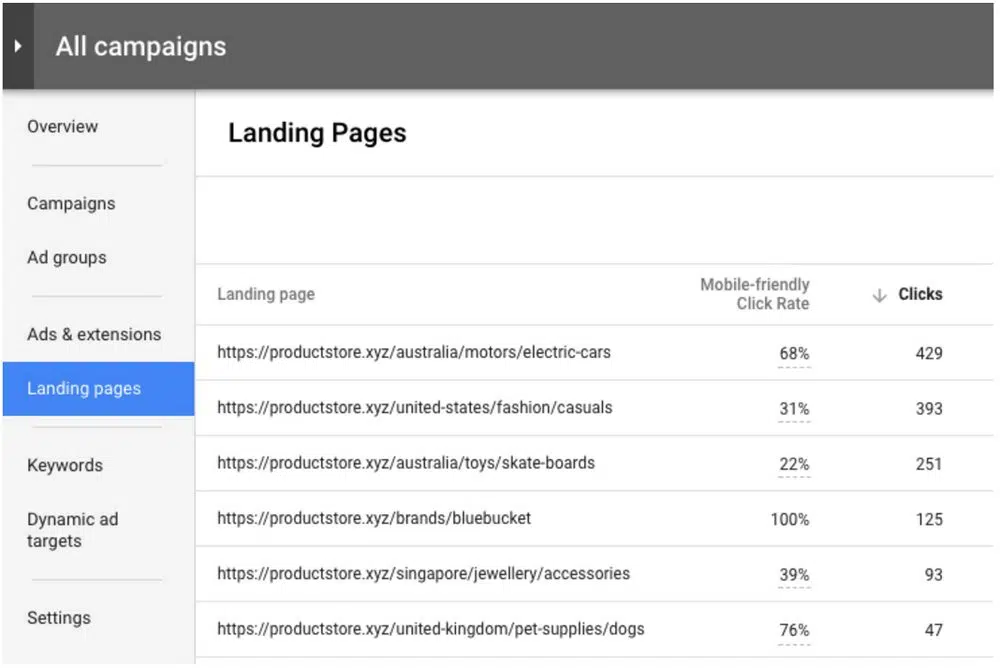 All campaigns
Overview
Campaigns
Ad groups
Ads & extensions
Landing pages
Keywords
Dynamic ad
targets
Settings
Landing Pages
Landing page Mobile-friendly Click Rate ↓ Clicks
https://productstore.xyz/australia/motors/electric-cars 68% 429
https://productstore.xyz/united-states/fashion/casuals 31% 393
https://productstore.xyz/australia/toys/skate-boards 22% 251
https://productstore.xyz/brands/bluebucket 100% 125
https://productstore.xyz/singapore/jewellery/accessories 39% 93
https://productstore.xyz/united-kingdom/pet-supplies/dogs 76% 47